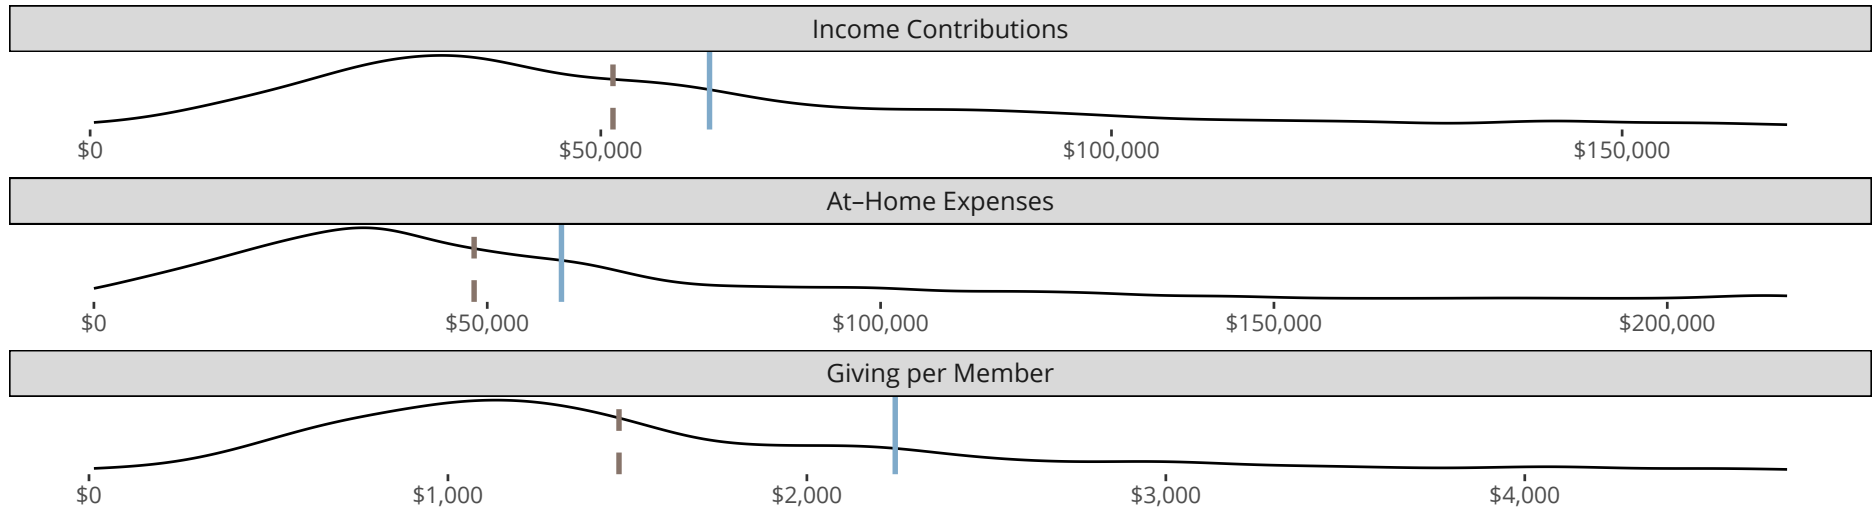 Income Contributions
$0 $50,000 $100,000 $150,000
At–Home Expenses
$0 $50,000 $100,000 $150,000 $200,000
Giving per Member
$0 $1,000 $2,000 $3,000 $4,000